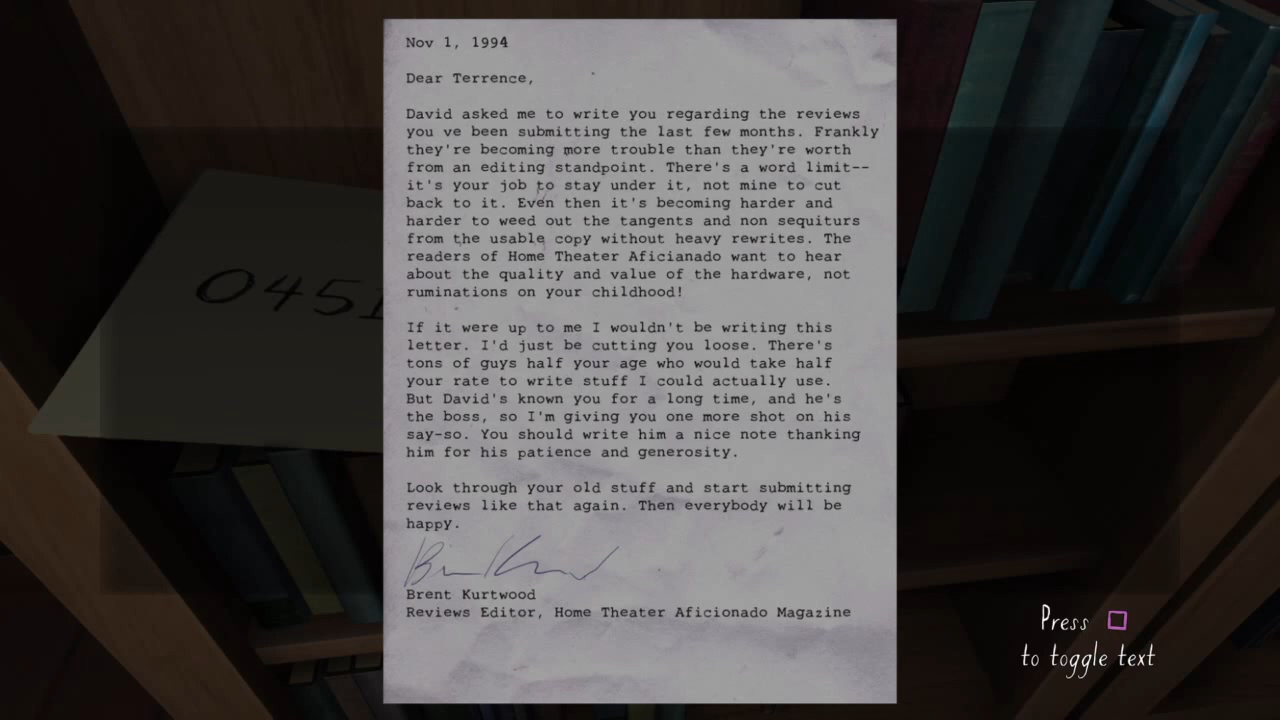 Nov 1, 1994
Dear Terrence,
David asked me to write you regarding the reviews
you ve been submitting the last few months. Frankly
they're becoming more trouble than they're worth
from an editing standpoint. There's a word limit--
it's your job to stay under it, not mine to cut
back to it. Even then it's becoming harder and
harder to weed out the tangents and non sequiturs
from the usable copy without heavy rewrites. The
readers of Home Theater Aficianado want to hear
about the quality and value of the hardware, not
ruminations on your childhood!
If it were up to me I wouldn't be writing this
letter. I'd just be cutting you loose. There's
tons of guys half your age who would take half
your rate to write stuff I could actually use.
But David's known you for a long time, and he's
the boss, so I'm giving you one more shot on his
say-so. You should write him a nice note thanking
him for his patience and generosity.
Look through your old stuff and start submitting
reviews like that again. Then everybody will be
happy.
Brent Kurtwood
Reviews Editor, Home Theater Aficionado Magazine
0451
Press
to toggle text